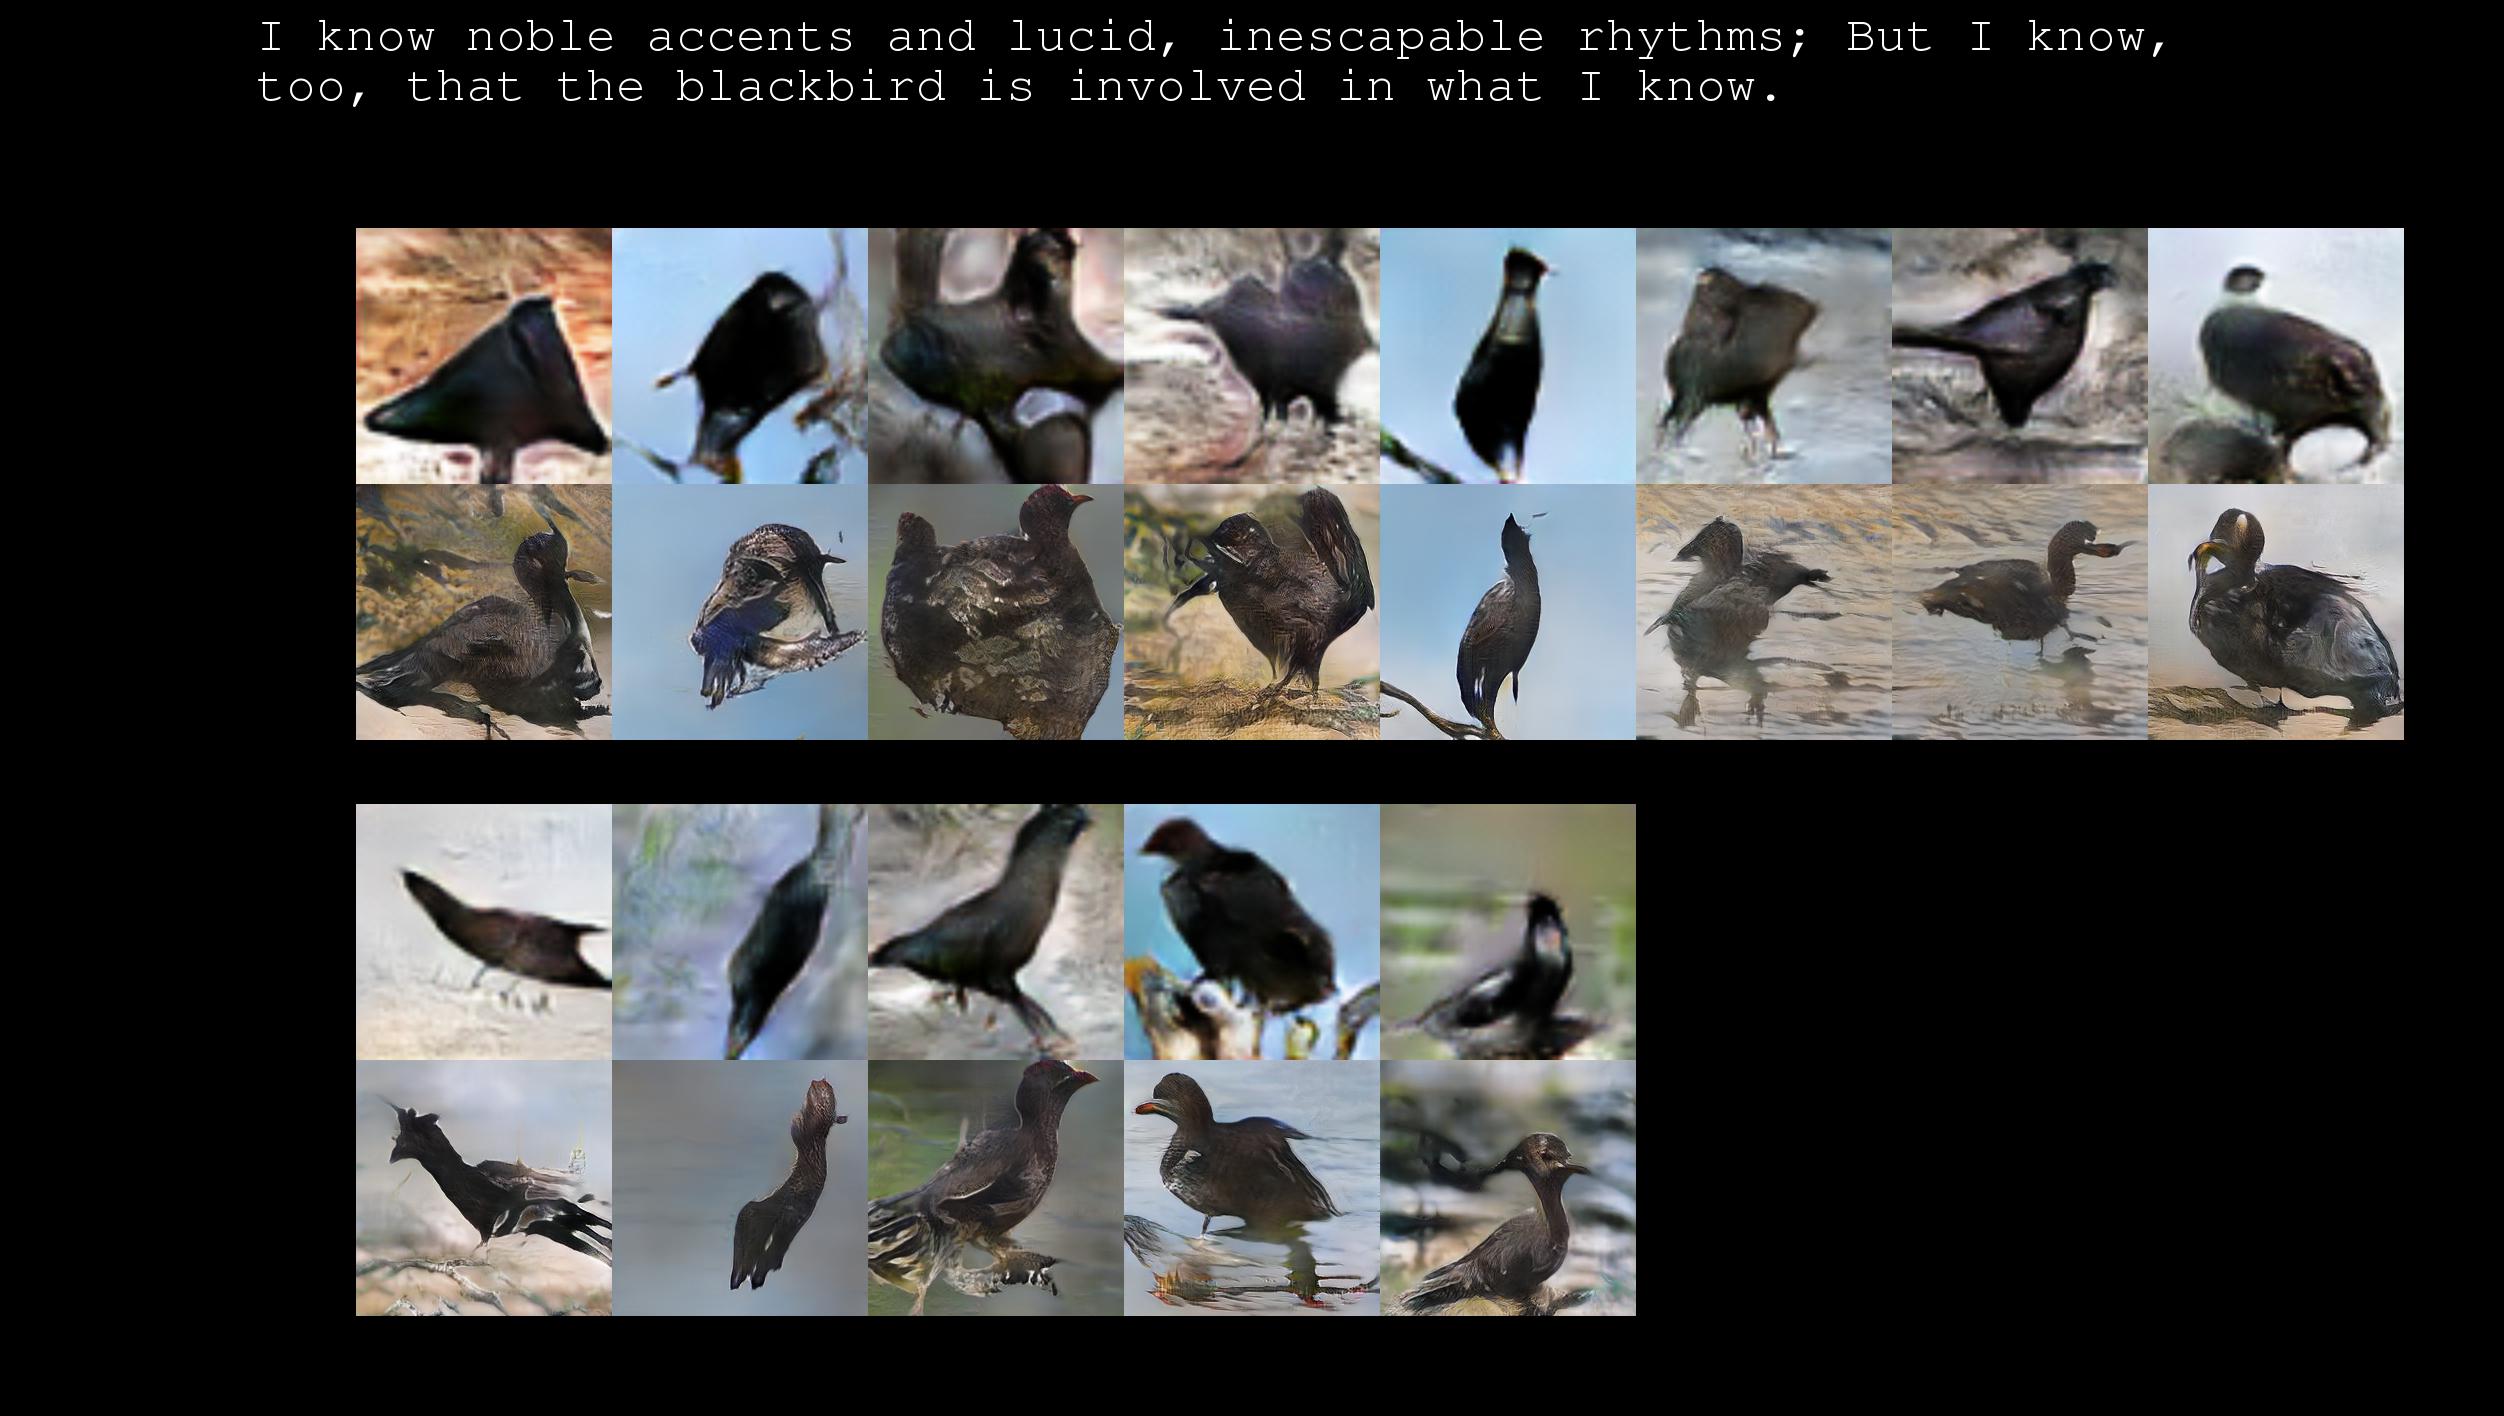 I know noble accents and lucid, inescapable rhythms; But I know,
too, that the blackbird is involved in what I know.